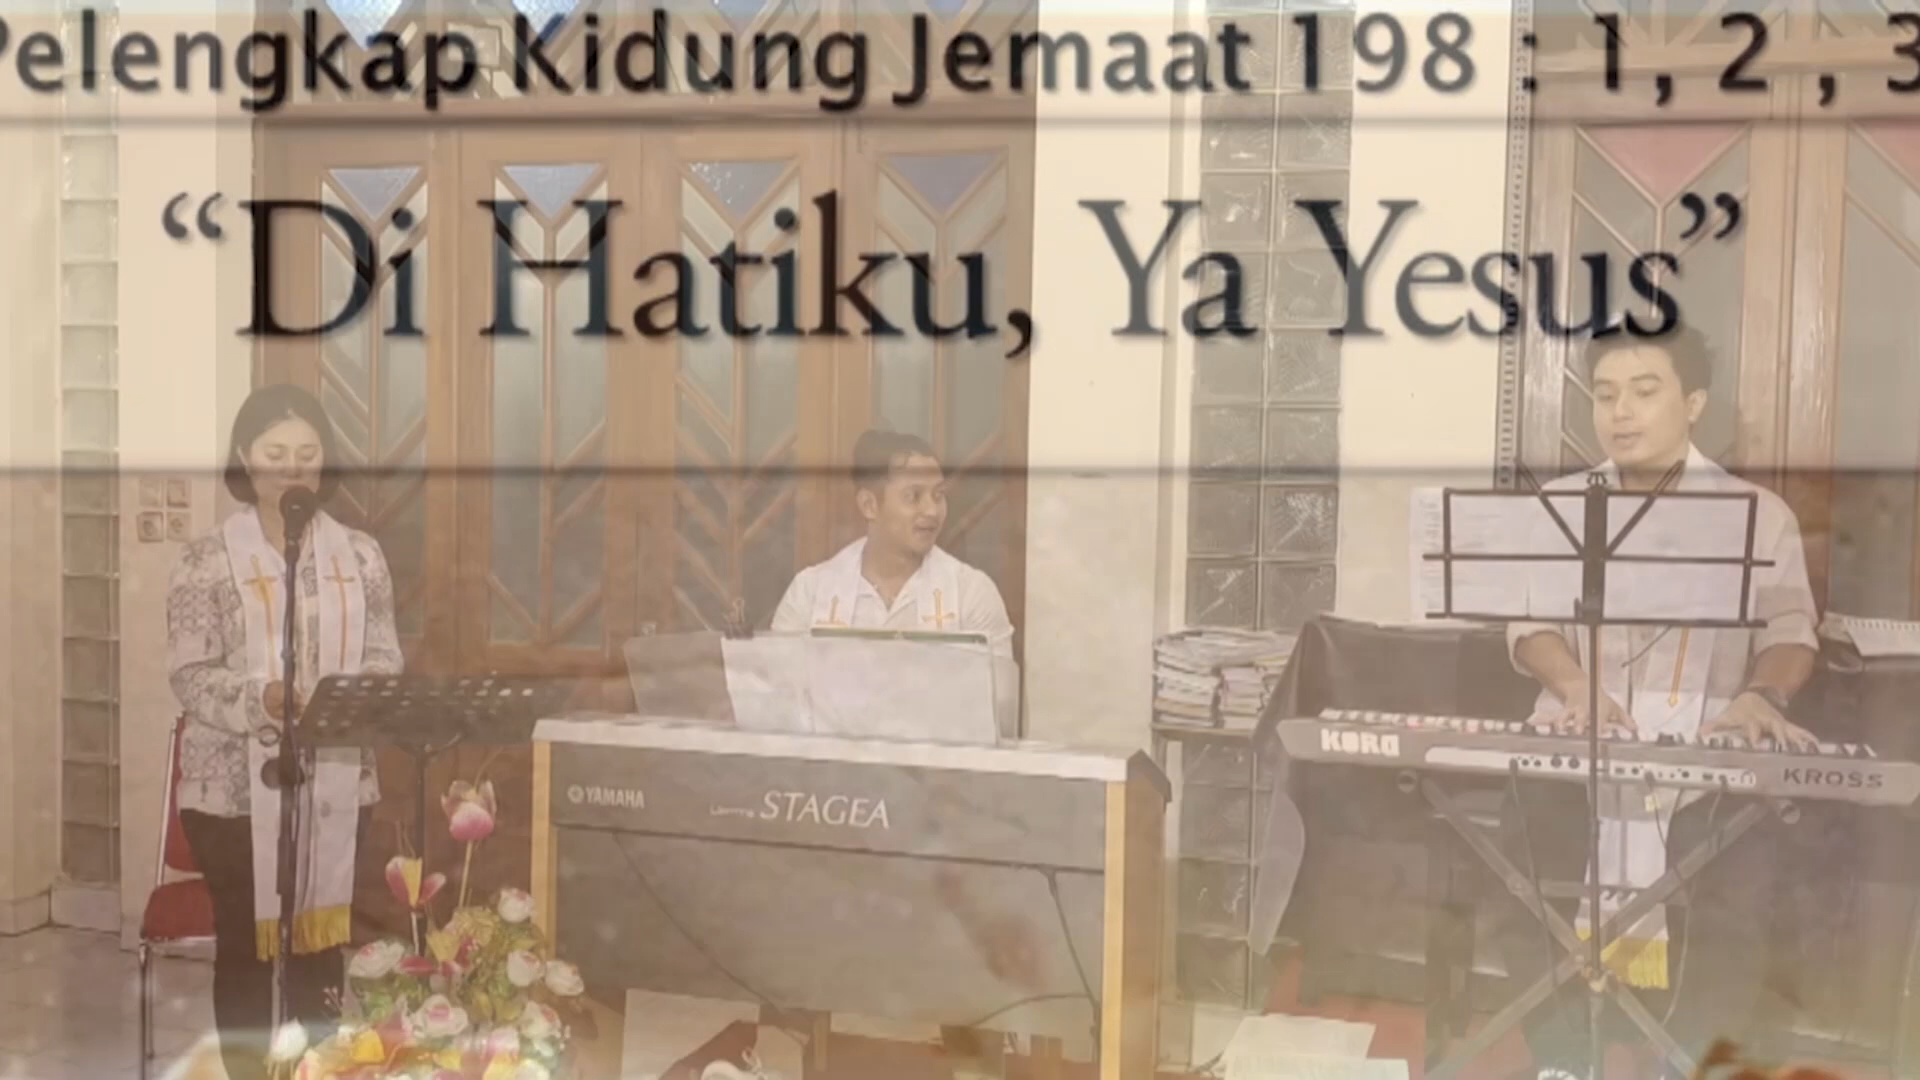 Pelengkap Kidung Jemaat 198 : 1, 2 , 3
“Di Hatiku, Ya Yesus”
KORG
KROSS
YAMAHA
STAGEA